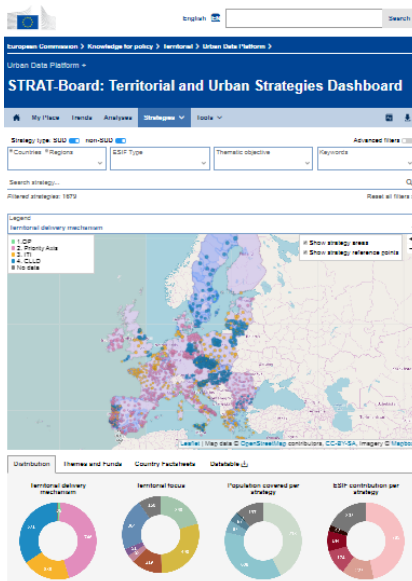 English EN Search
European Commission > Knowledge for policy > Territorial > Urban Data Platform >
Urban Data Platform +
STRAT-Board: Territorial and Urban Strategies Dashboard
My Place Trends Analyses Strategies Tools
Strategy type: SUD non-SUD Advanced filters
*Countries *Regions ESIF Type Thematic objective Keywords
Search strategy...
Filtered strategies: 1679 Reset all filters
Legend
Territorial delivery mechanism
1. OP
2. Priority Axis
3. ITI
4. CLLD
No data
Show strategy areas
Show strategy reference points
Leaflet | Map data © OpenStreetMap contributors, CC-BY-SA, Imagery © Mapbox
Distribution Themes and Funds Country Factsheets Datatable
Territorial delivery mechanism
Territorial focus
Population covered per strategy
ESIF contribution per strategy